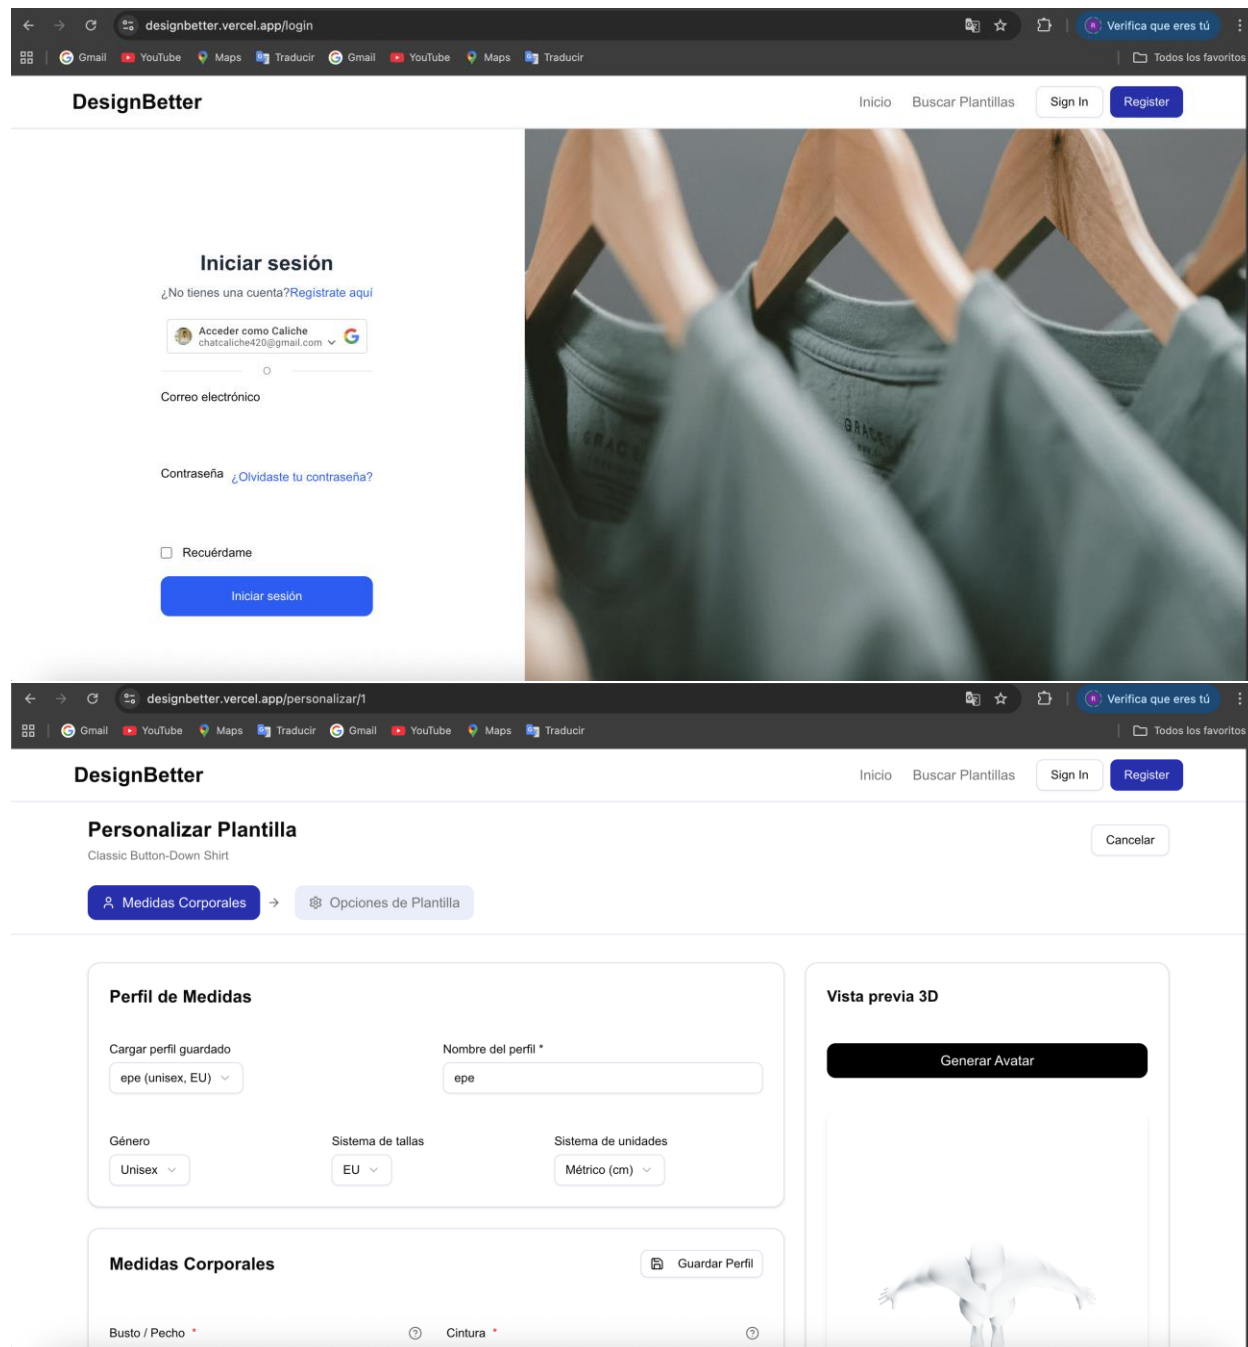 designbetter.vercel.app/login
Verifica que eres tú
Gmail YouTube Maps Traducir Gmail YouTube Maps Traducir Todos los favoritos
DesignBetter Inicio Buscar Plantillas Sign In Register
Iniciar sesión
¿No tienes una cuenta?Regístrate aquí
Acceder como Caliche
chatcaliche420@gmail.com
O
Correo electrónico
Contraseña ¿Olvidaste tu contraseña?
Recuérdame
Iniciar sesión
designbetter.vercel.app/personalizar/1
Verifica que eres tú
Gmail YouTube Maps Traducir Gmail YouTube Maps Traducir Todos los favoritos
DesignBetter Inicio Buscar Plantillas Sign In Register
Personalizar Plantilla
Cancelar
Classic Button-Down Shirt
Medidas Corporales → Opciones de Plantilla
Perfil de Medidas
Vista previa 3D
Cargar perfil guardado Nombre del perfil *
Generar Avatar
epe (unisex, EU) epe
Género Sistema de tallas Sistema de unidades
Unisex EU Métrico (cm)
Medidas Corporales Guardar Perfil
Busto / Pecho * Cintura *